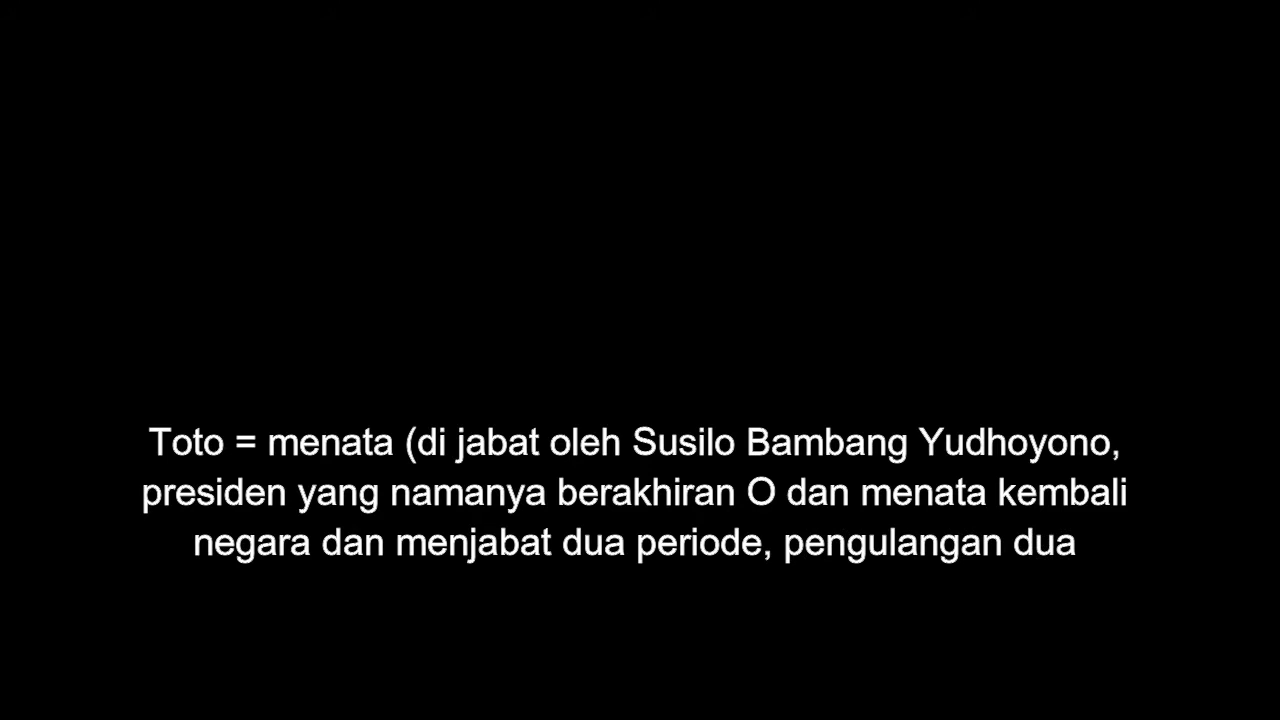 Toto = menata (di jabat oleh Susilo Bambang Yudhoyono,
presiden yang namanya berakhiran O dan menata kembali
negara dan menjabat dua periode, pengulangan dua